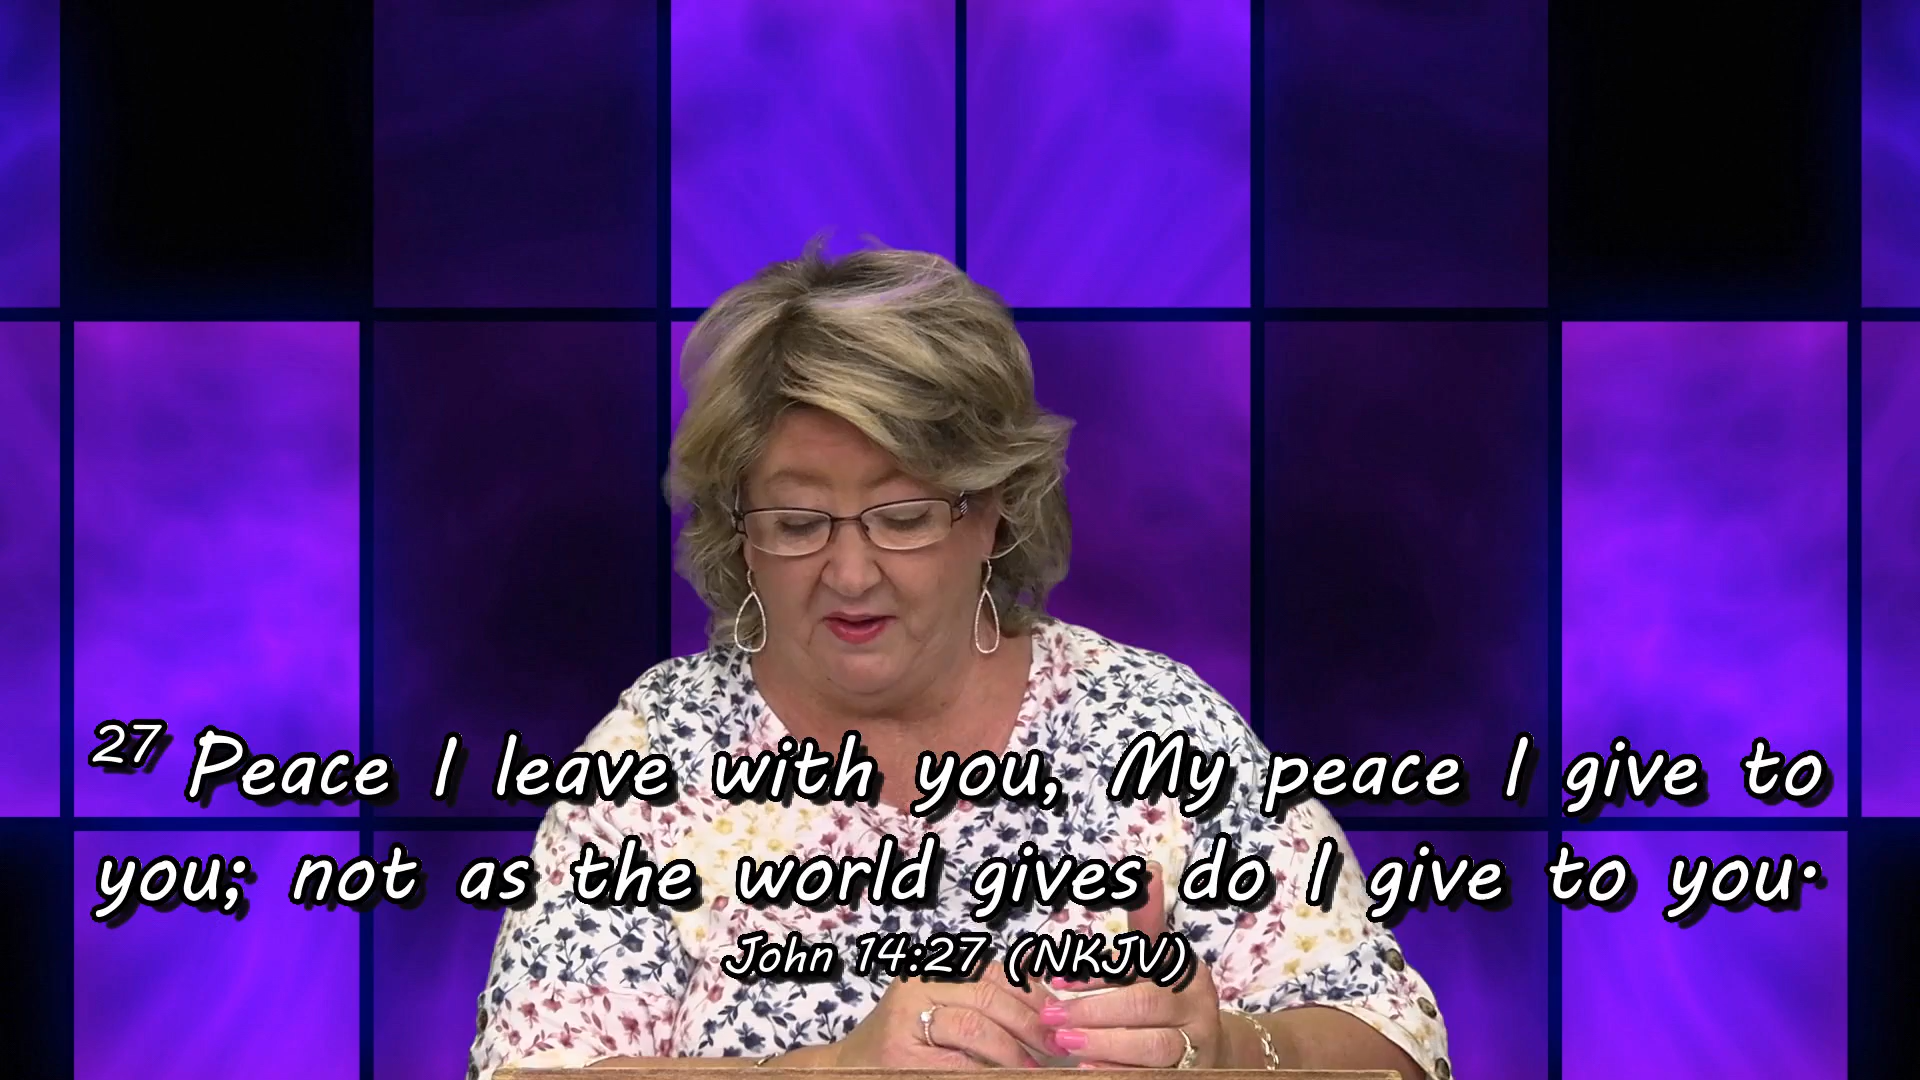 27 Peace I leave with you, My peace I give to
you; not as the world gives do I give to you.
John 14:27 (NKJV)